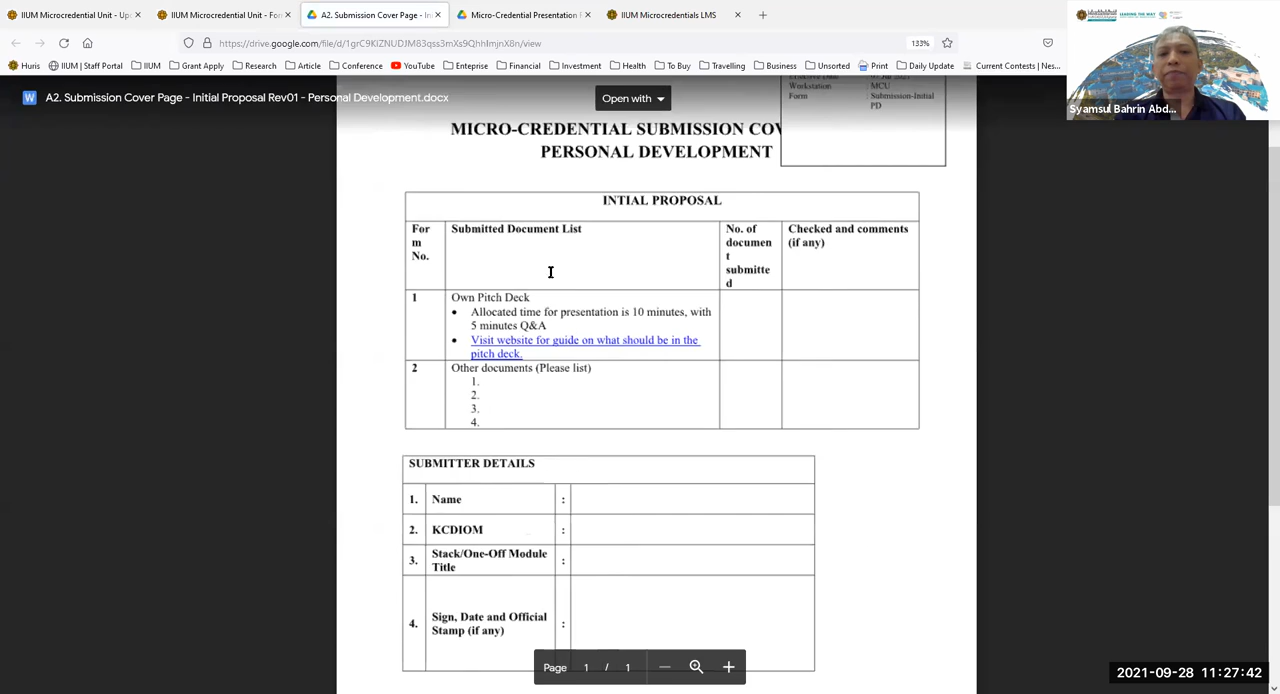 IIUM Microcredential Unit - Up
IIUM Microcredential Unit - For
A2. Submission Cover Page - Ini
Micro-Credential Presentation
IIUM Microcredentials LMS
https://drive.google.com/file/d/1grC9KIZNUDJM83qss3mXs9QhhImjnX0h/view
133%
Huris
IIUM | Staff Portal
IIUM
Grant Apply
Research
Article
Conference
YouTube
Enteprise
Financial
Investment
Health
To Buy
Travelling
Business
Unsorted
Print
Daily Update
Current Contests | Nes...
LEADING THE WAY
Syamsul Bahrin Abd...
W
A2. Submission Cover Page - Initial Proposal Rev01 - Personal Development.docx
Open with
Workstation : MCU
Form : Submission-Initial
PD
MICRO-CREDENTIAL SUBMISSION COV
PERSONAL DEVELOPMENT
INTIAL PROPOSAL
For
m
No.
Submitted Document List
No. of
documen
t
submitte
d
Checked and comments
(if any)
1
Own Pitch Deck
• Allocated time for presentation is 10 minutes, with
5 minutes Q&A
• Visit website for guide on what should be in the
pitch deck.
2
Other documents (Please list)
1.
2.
3.
4.
SUBMITTER DETAILS
1. Name :
2. KCDIOM :
3. Stack/One-Off Module
Title :
4. Sign, Date and Official
Stamp (if any) :
Page 1 / 1
2021-09-28 11:27:42